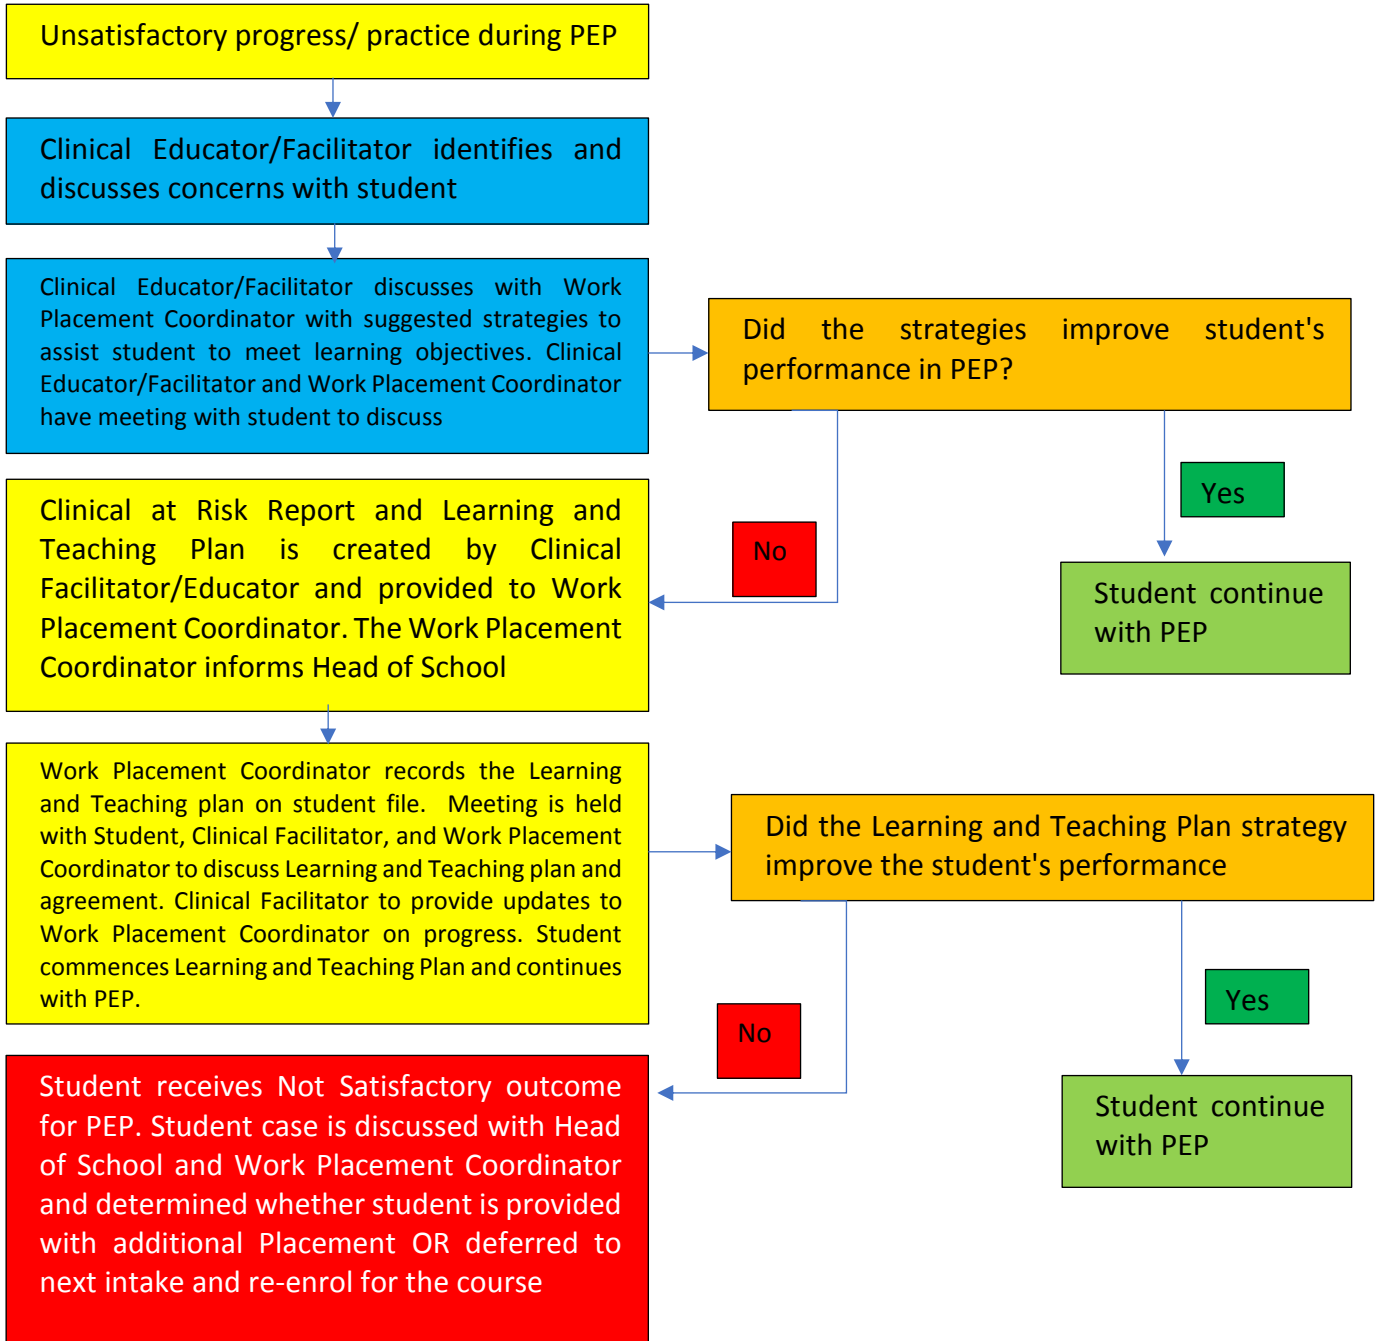 Unsatisfactory progress/ practice during PEP
Clinical Educator/Facilitator identifies and
discusses concerns with student
Clinical Educator/Facilitator discusses with Work
Placement Coordinator with suggested strategies to
assist student to meet learning objectives. Clinical
Educator/Facilitator and Work Placement Coordinator
have meeting with student to discuss
Did the strategies improve student's
performance in PEP?
Yes
No
Student continue
with PEP
Clinical at Risk Report and Learning and
Teaching Plan is created by Clinical
Facilitator/Educator and provided to Work
Placement Coordinator. The Work Placement
Coordinator informs Head of School
Work Placement Coordinator records the Learning
and Teaching plan on student file. Meeting is held
with Student, Clinical Facilitator, and Work Placement
Coordinator to discuss Learning and Teaching plan and
agreement. Clinical Facilitator to provide updates to
Work Placement Coordinator on progress. Student
commences Learning and Teaching Plan and continues
with PEP.
Did the Learning and Teaching Plan strategy
improve the student's performance
Yes
No
Student continue
with PEP
Student receives Not Satisfactory outcome
for PEP. Student case is discussed with Head
of School and Work Placement Coordinator
and determined whether student is provided
with additional Placement OR deferred to
next intake and re-enrol for the course